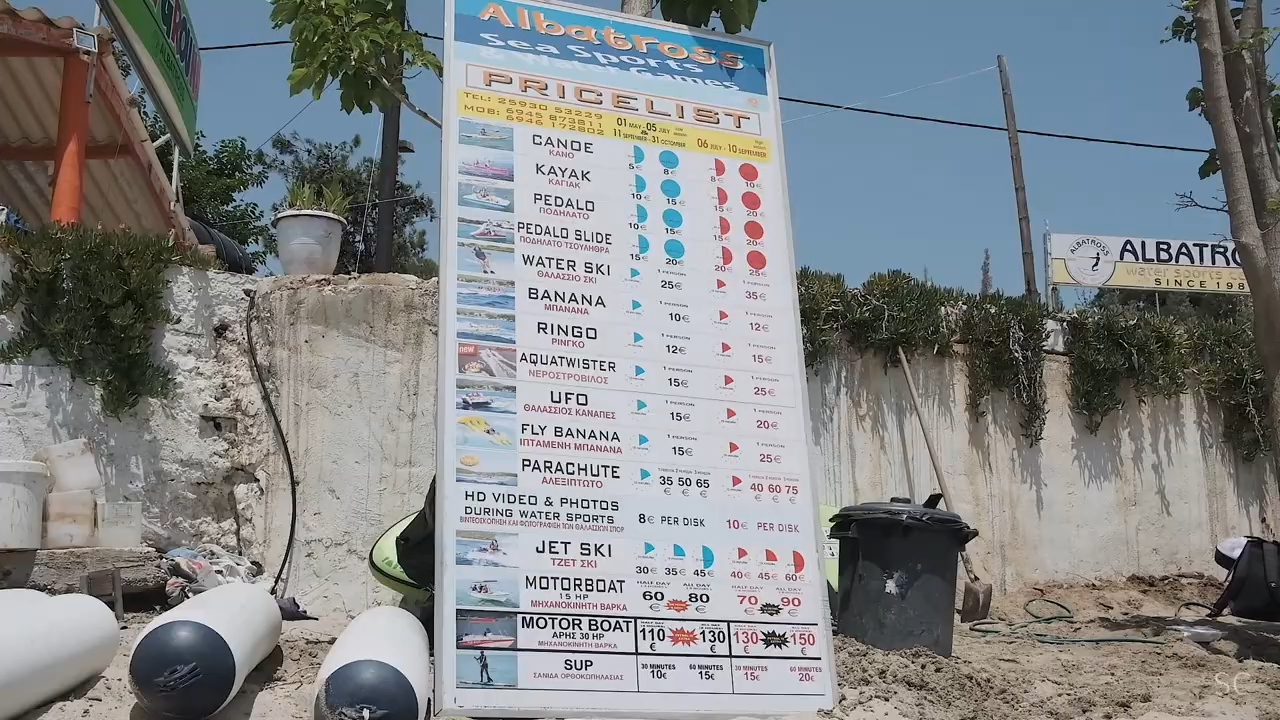 Albatross
Sea Sports
& Water Games
PRICELIST
TEL: 25930 53229
MOB: 6945 873811
6946 172802
01 MAY - 05 JULY
&
11 SEPTEMBER - 31 OCTOMBER
06 JULY - 10 SEPTEMBER
CANOE
ΚΑΝΟ
5€ 8€ 8€ 10€
KAYAK
ΚΑΓΙΑΚ
10€ 15€ 15€ 20€
PEDALO
ΠΟΔΗΛΑΤΟ
10€ 15€ 15€ 20€
PEDALO SLIDE
ΠΟΔΗΛΑΤΟ ΤΣΟΥΛΗΘΡΑ
15€ 20€ 20€ 25€
WATER SKI
ΘΑΛΑΣΣΙΟ ΣΚΙ
1 PERSON 25€ 1 PERSON 35€
BANANA
ΜΠΑΝΑΝΑ
1 PERSON 10€ 1 PERSON 12€
RINGO
ΡΙΝΓΚΟ
1 PERSON 12€ 1 PERSON 15€
new
AQUATWISTER
ΝΕΡΟΣΤΡΟΒΙΛΟΣ
1 PERSON 15€ 1 PERSON 25€
UFO
ΘΑΛΑΣΣΙΟΣ ΚΑΝΑΠΕΣ
1 PERSON 15€ 1 PERSON 20€
FLY BANANA
ΙΠΤΑΜΕΝΗ ΜΠΑΝΑΝΑ
1 PERSON 15€ 1 PERSON 25€
PARACHUTE
ΑΛΕΞΙΠΤΩΤΟ
35 50 65 € 40 60 75 €
HD VIDEO & PHOTOS
DURING WATER SPORTS
ΒΙΝΤΕΟΣΚΟΠΗΣΗ ΚΑΙ ΦΩΤΟΓΡΑΦΙΣΗ ΤΩΝ ΘΑΛΑΣΣΙΩΝ ΣΠΟΡ
8€ PER DISK 10€ PER DISK
JET SKI
ΤΖΕΤ ΣΚΙ
30€ 35€ 45€ 40€ 45€ 60€
MOTORBOAT
15 HP
ΜΗΧΑΝΟΚΙΝΗΤΗ ΒΑΡΚΑ
HALF DAY 60 € ALL DAY 80 € HALF DAY 70 € ALL DAY 90 €
MOTOR BOAT
ΑΡΗΣ 30 HP
ΜΗΧΑΝΟΚΙΝΗΤΗ ΒΑΡΚΑ
110 € 130 € 130 € 150 €
SUP
ΣΑΝΙΔΑ ΟΡΘΟΚΩΠΗΛΑΣΙΑΣ
30 MINUTES 10€ 60 MINUTES 15€ 30 MINUTES 15€ 60 MINUTES 20€
ALBATROSS
ALBATRO
water sports
SINCE 198
SC